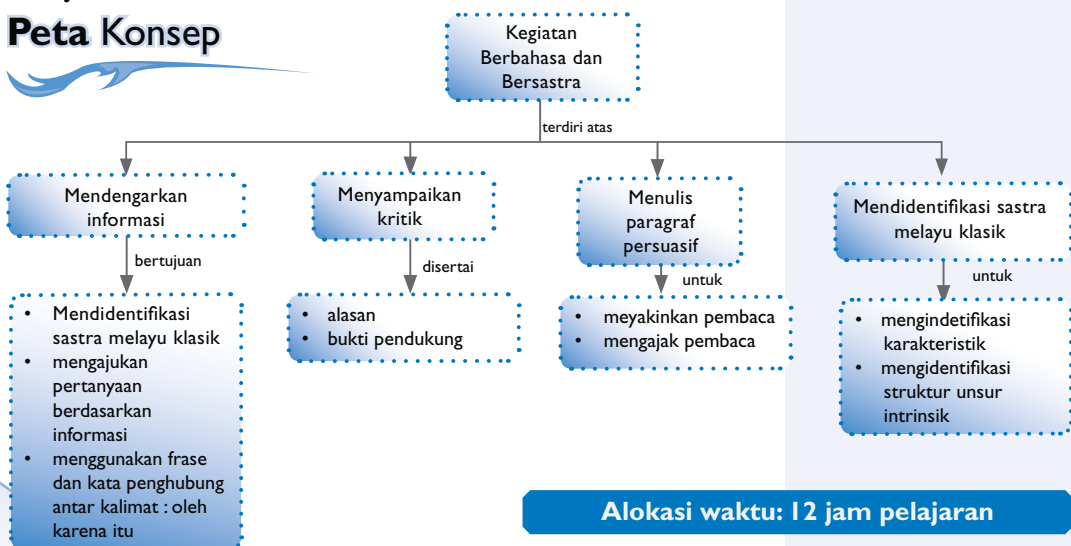 Peta Konsep
Kegiatan
Berbahasa dan
Bersastra
terdiri atas
Mendengarkan
informasi
bertujuan
• Mendidentifikasi
sastra melayu klasik
• mengajukan
pertanyaan
berdasarkan
informasi
• menggunakan frase
dan kata penghubung
antar kalimat : oleh
karena itu
Menyampaikan
kritik
disertai
• alasan
• bukti pendukung
Menulis
paragraf
persuasif
untuk
• meyakinkan pembaca
• mengajak pembaca
Mendidentifikasi sastra
melayu klasik
untuk
• mengindetifikasi
karakteristik
• mengidentifikasi
struktur unsur
intrinsik
Alokasi waktu: 12 jam pelajaran